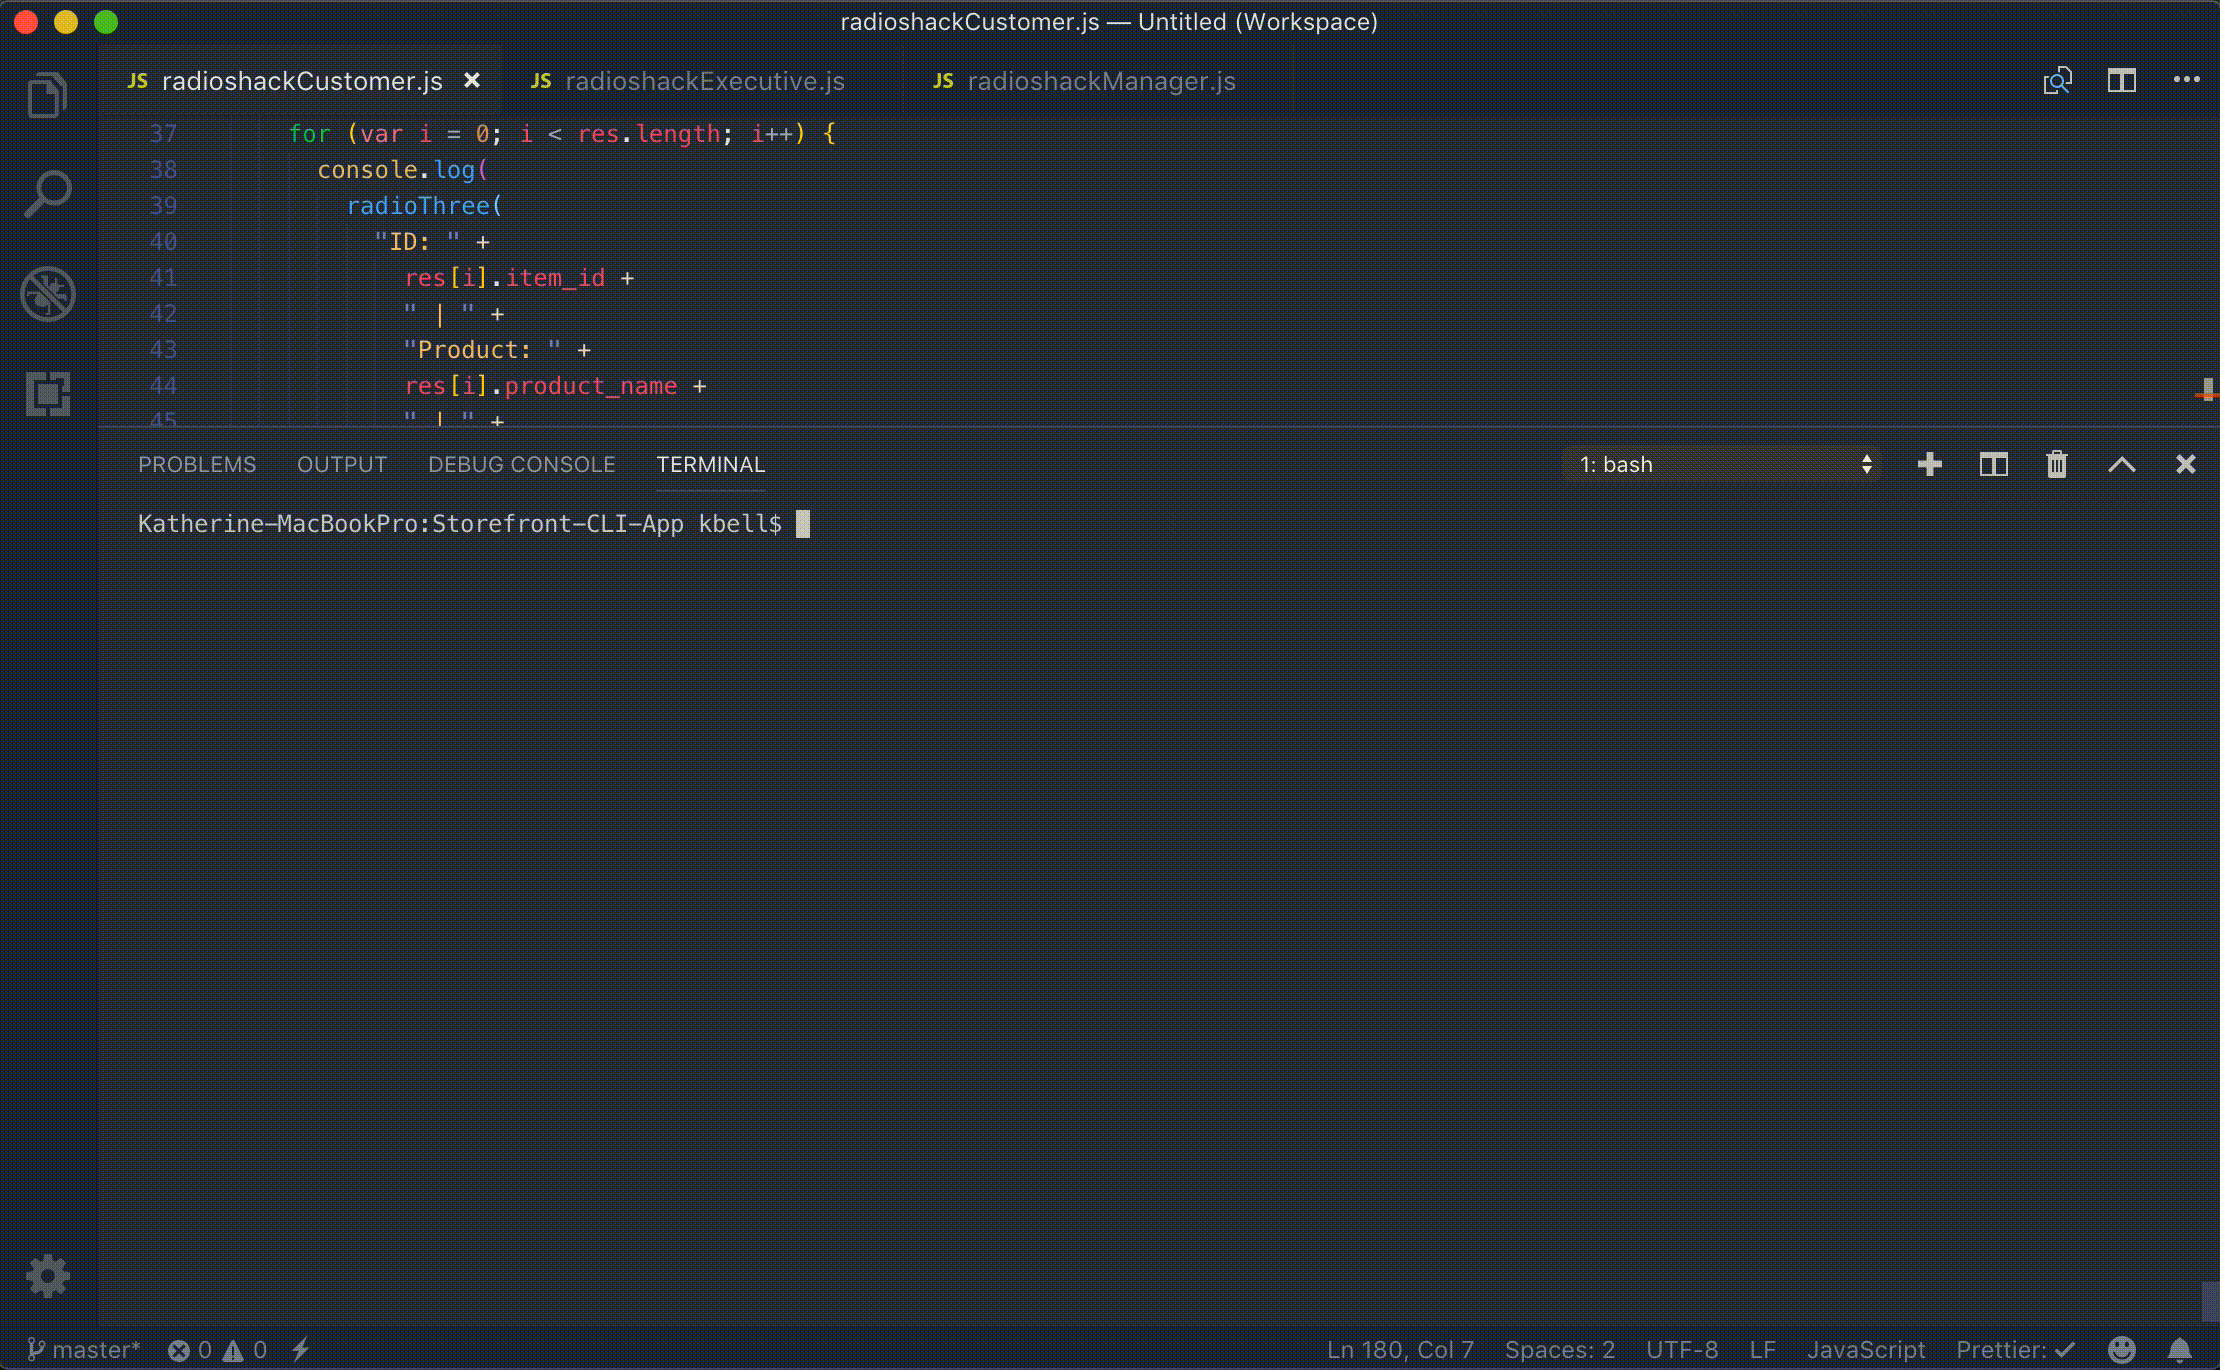 radioshackCustomer.js — Untitled (Workspace)
JS radioshackCustomer.js JS radioshackExecutive.js JS radioshackManager.js
37 for (var i = 0; i < res.length; i++) {
38 console.log(
39 radioThree(
40 "ID: " +
41 res[i].item_id +
42 " | " +
43 "Product: " +
44 res[i].product_name +
45 " | " +
PROBLEMS OUTPUT DEBUG CONSOLE TERMINAL 1: bash
Katherine-MacBookPro:Storefront-CLI-App kbell$
master* 0 0 Ln 180, Col 7 Spaces: 2 UTF-8 LF JavaScript Prettier: ✓